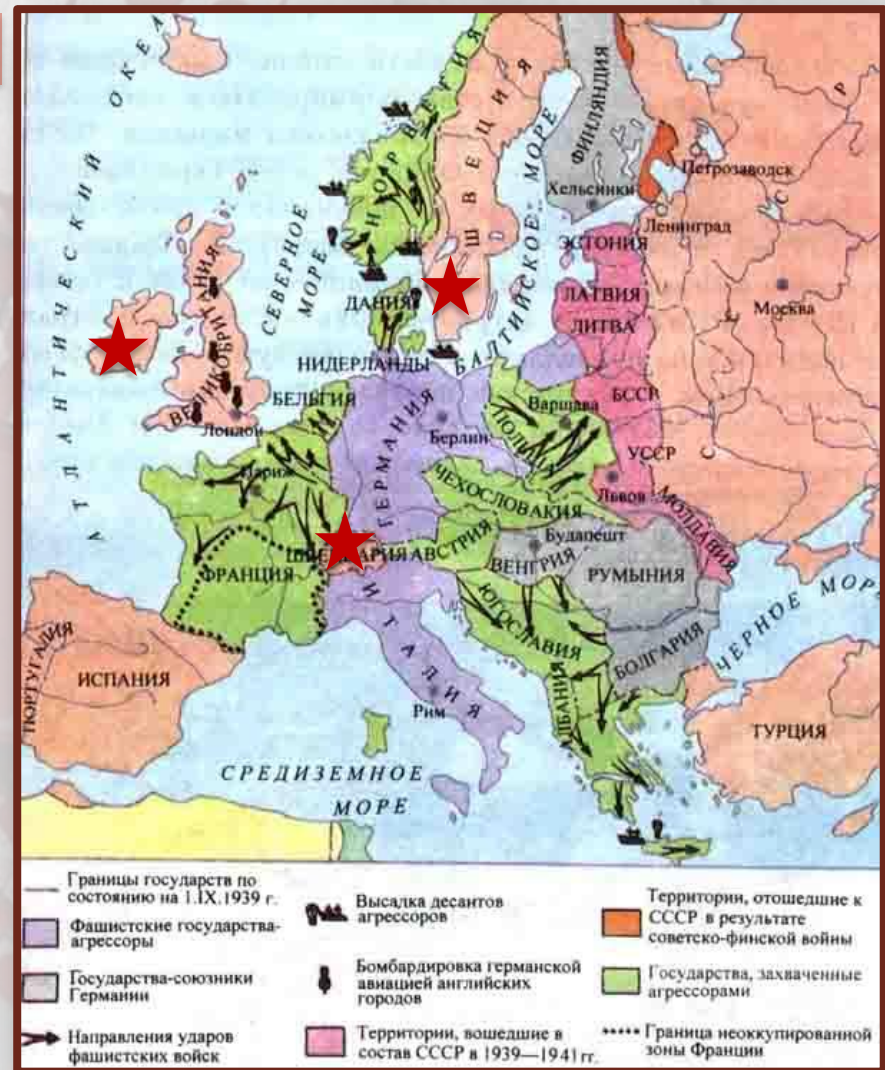 АТЛАНТИЧЕСКИЙ ОКЕА
НОРВЕГИЯ
ШВЕЦИЯ
ФИНЛЯНДИЯ
Р
Петрозаводск
Хельсинки
Ленинград
СЕВЕРНОЕ
МОРЕ
БАЛТИЙСКОЕ МОРЕ
ЭСТОНИЯ
С
ЛАТВИЯ
ЛИТВА
Москва
ДАНИЯ
ВЕЛИКОБРИТАНИЯ
НИДЕРЛАНДЫ
БЕЛЬГИЯ
Лондон
ГЕРМАНИЯ
Берлин
Варшава
ПОЛЬША
БССР
С
УССР
С
Париж
ЧЕХОСЛОВАКИЯ
Львов
МОЛДАВИЯ
АВСТРИЯ
Будапешт
ВЕНГРИЯ
РУМЫНИЯ
ФРАНЦИЯ
ИТАЛИЯ
ЮГОСЛАВИЯ
БОЛГАРИЯ
ЧЕРНОЕ МОР
ПОРТУГАЛИЯ
ИСПАНИЯ
Рим
АЛБАНИЯ
ТУРЦИЯ
СРЕДИЗЕМНОЕ
МОРЕ
Границы государств по
состоянию на 1.IX.1939 г.
Фашистские государства-
агрессоры
Государства-союзники
Германии
Направления ударов
фашистских войск
Высадка десантов
агрессоров
Бомбардировка германской
авиацией английских
городов
Территории, вошедшие в
состав СССР в 1939—1941 гг.
Территории, отошедшие к
СССР в результате
советско-финской войны
Государства, захваченные
агрессорами
Граница неоккупированной
зоны Франции